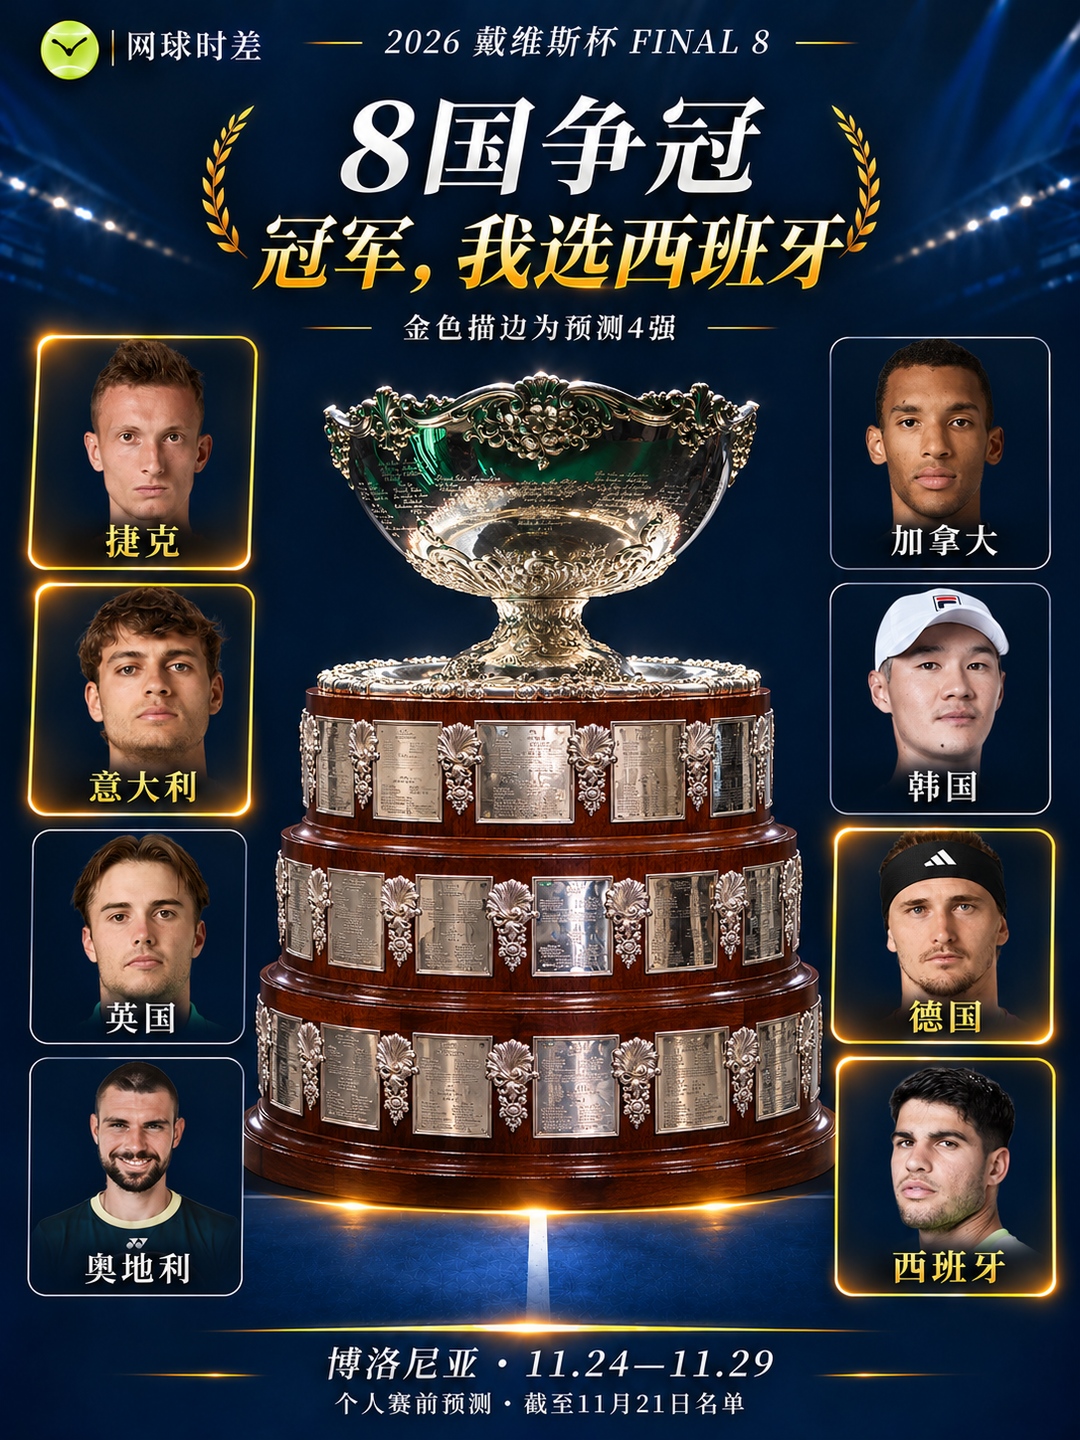 网球时差
2026 戴维斯杯 FINAL 8
8国争冠
冠军,我选西班牙
金色描边为预测4强
捷克
加拿大
意大利
韩国
英国
德国
奥地利
西班牙
博洛尼亚·11.24—11.29
个人赛前预测·截至11月21日名单